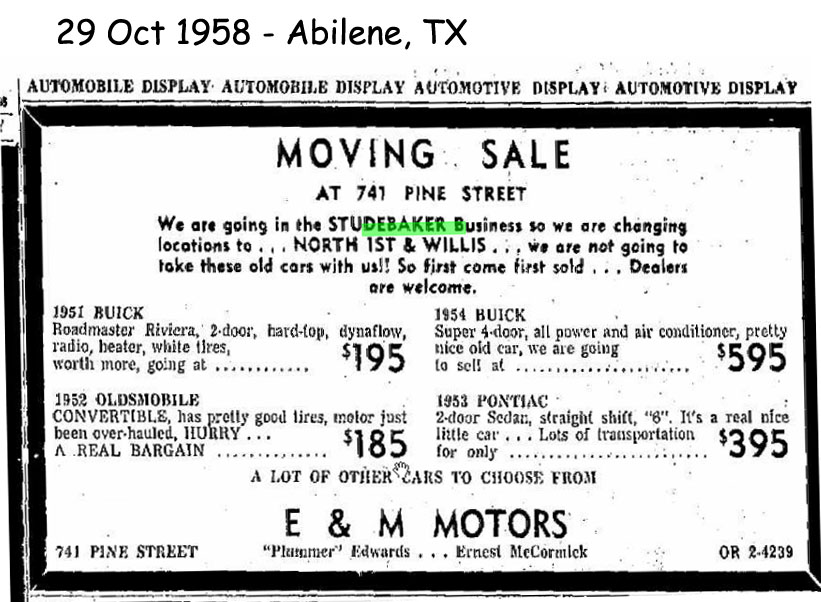 29 Oct 1958 - Abilene, TX
AUTOMOBILE DISPLAY AUTOMOBILE DISPLAY AUTOMOTIVE DISPLAY AUTOMOTIVE DISPLAY
MOVING SALE
AT 741 PINE STREET
We are going in the STUDEBAKER Business so we are changing
locations to . . . NORTH 1ST & WILLIS . . . we are not going to
take these old cars with us!! So first come first sold . . . Dealers
are welcome.
1951 BUICK
Roadmaster Riviera, 2-door, hard-top, dynaflow,
radio, heater, white tires,
worth more, going at ............ $195
1954 BUICK
Super 4-door, all power and air conditioner, pretty
nice old car, we are going
to sell at ........................ $595
1952 OLDSMOBILE
CONVERTIBLE, has pretty good tires, motor just
been over-hauled, HURRY . . .
A REAL BARGAIN .............. $185
1953 PONTIAC
2-door Sedan, straight shift, "6". It's a real nice
little car . . . Lots of transportation
for only ......................... $395
A LOT OF OTHER CARS TO CHOOSE FROM
E & M MOTORS
741 PINE STREET "Plummer" Edwards . . . Ernest McCormick OR 2-4239